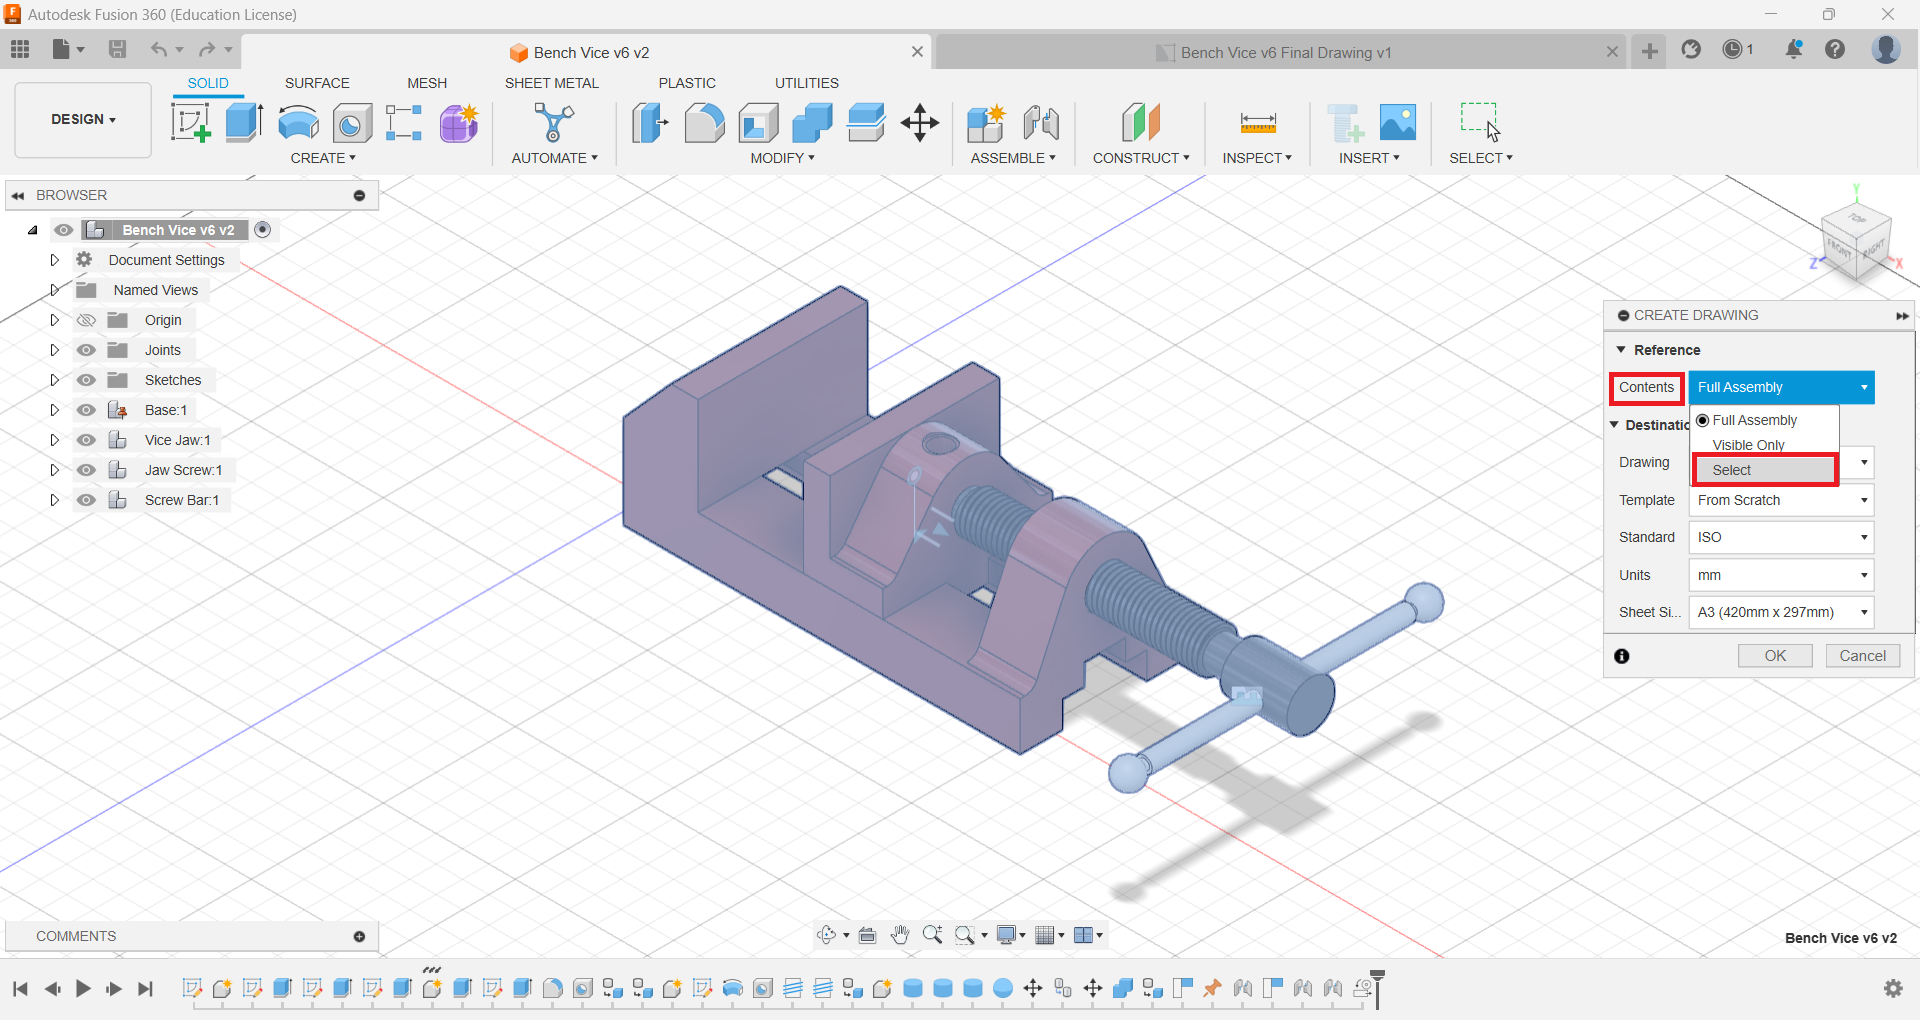 Autodesk Fusion 360 (Education License)
Bench Vice v6 v2
Bench Vice v6 Final Drawing v1
1
SOLID
SURFACE
MESH
SHEET METAL
PLASTIC
UTILITIES
DESIGN
CREATE
AUTOMATE
MODIFY
ASSEMBLE
CONSTRUCT
INSPECT
INSERT
SELECT
BROWSER
Bench Vice v6 v2
Document Settings
Named Views
Origin
Joints
Sketches
Base:1
Vice Jaw:1
Jaw Screw:1
Screw Bar:1
Y
TOP
FRONT
RIGHT
Z
X
CREATE DRAWING
Reference
Contents
Full Assembly
Full Assembly
Visible Only
Select
Destinatic
Drawing
Template
From Scratch
Standard
ISO
Units
mm
Sheet Si...
A3 (420mm x 297mm)
OK
Cancel
COMMENTS
Bench Vice v6 v2